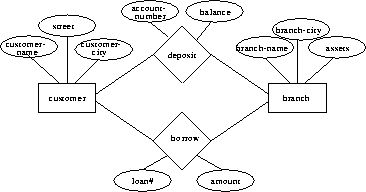 account-
number
balance
street
branch-city
customer-
name
customer-
city
branch-name
assets
deposit
customer
branch
borrow
loan#
amount